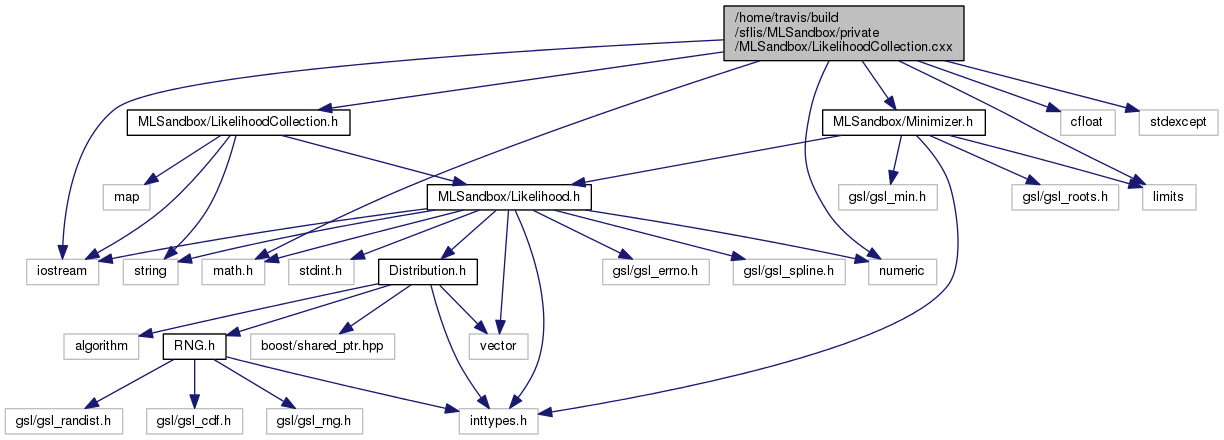 /home/travis/build
/sflis/MLSandbox/private
/MLSandbox/LikelihoodCollection.cxx
MLSandbox/LikelihoodCollection.h
MLSandbox/Minimizer.h
cfloat
stdexcept
map
MLSandbox/Likelihood.h
gsl/gsl_min.h
gsl/gsl_roots.h
limits
iostream
string
math.h
stdint.h
Distribution.h
gsl/gsl_errno.h
gsl/gsl_spline.h
numeric
algorithm
RNG.h
boost/shared_ptr.hpp
vector
gsl/gsl_randist.h
gsl/gsl_cdf.h
gsl/gsl_rng.h
inttypes.h